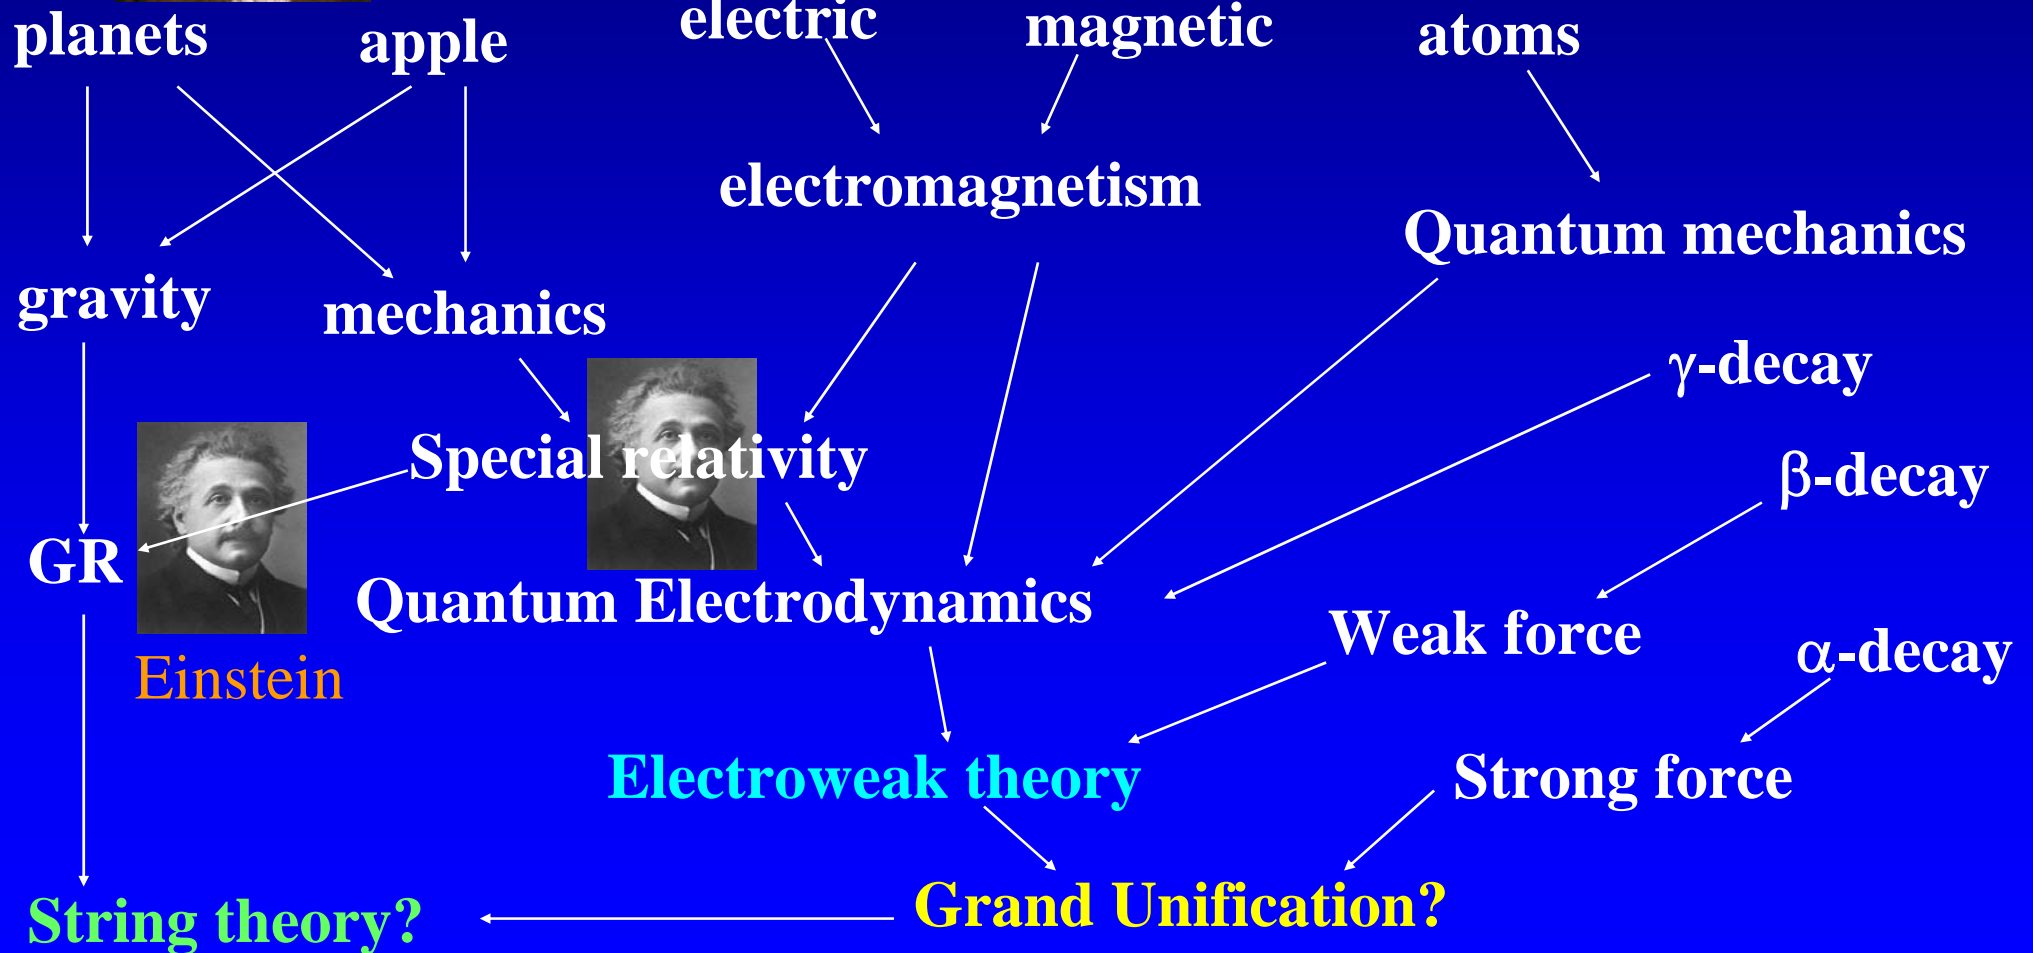 planets
apple
electric
magnetic
atoms
electromagnetism
Quantum mechanics
gravity
mechanics
γ-decay
Special relativity
β-decay
GR
Quantum Electrodynamics
Weak force
α-decay
Einstein
Electroweak theory
Strong force
Grand Unification?
String theory?